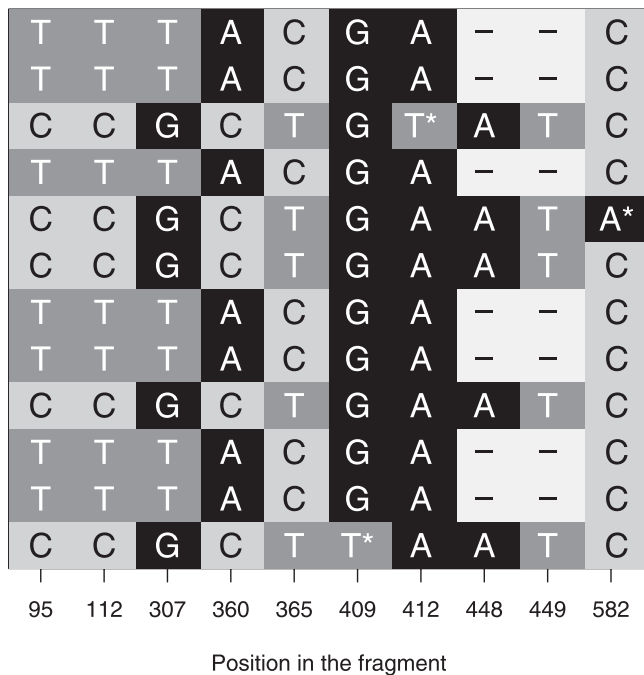 T T T A C G A – – C
T T T A C G A – – C
C C G C T G T* A T C
T T T A C G A – – C
C C G C T G A A T A*
C C G C T G A A T C
T T T A C G A – – C
T T T A C G A – – C
C C G C T G A A T C
T T T A C G A – – C
T T T A C G A – – C
C C G C T T* A A T C
95 112 307 360 365 409 412 448 449 582
Position in the fragment